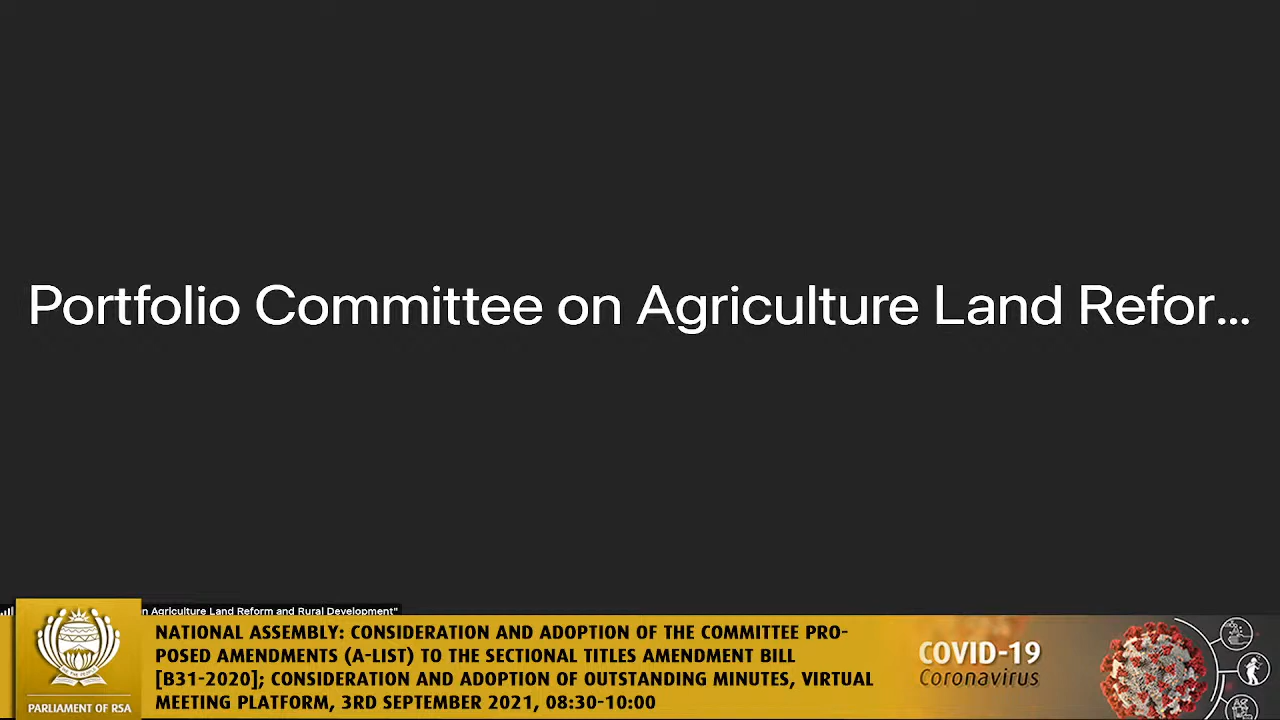 Portfolio Committee on Agriculture Land Refor...
n Agriculture Land Reform and Rural Development"
NATIONAL ASSEMBLY: CONSIDERATION AND ADOPTION OF THE COMMITTEE PRO-
POSED AMENDMENTS (A-LIST) TO THE SECTIONAL TITLES AMENDMENT BILL
[B31-2020]; CONSIDERATION AND ADOPTION OF OUTSTANDING MINUTES, VIRTUAL
MEETING PLATFORM, 3RD SEPTEMBER 2021, 08:30-10:00
PARLIAMENT OF RSA
COVID-19
Coronavirus